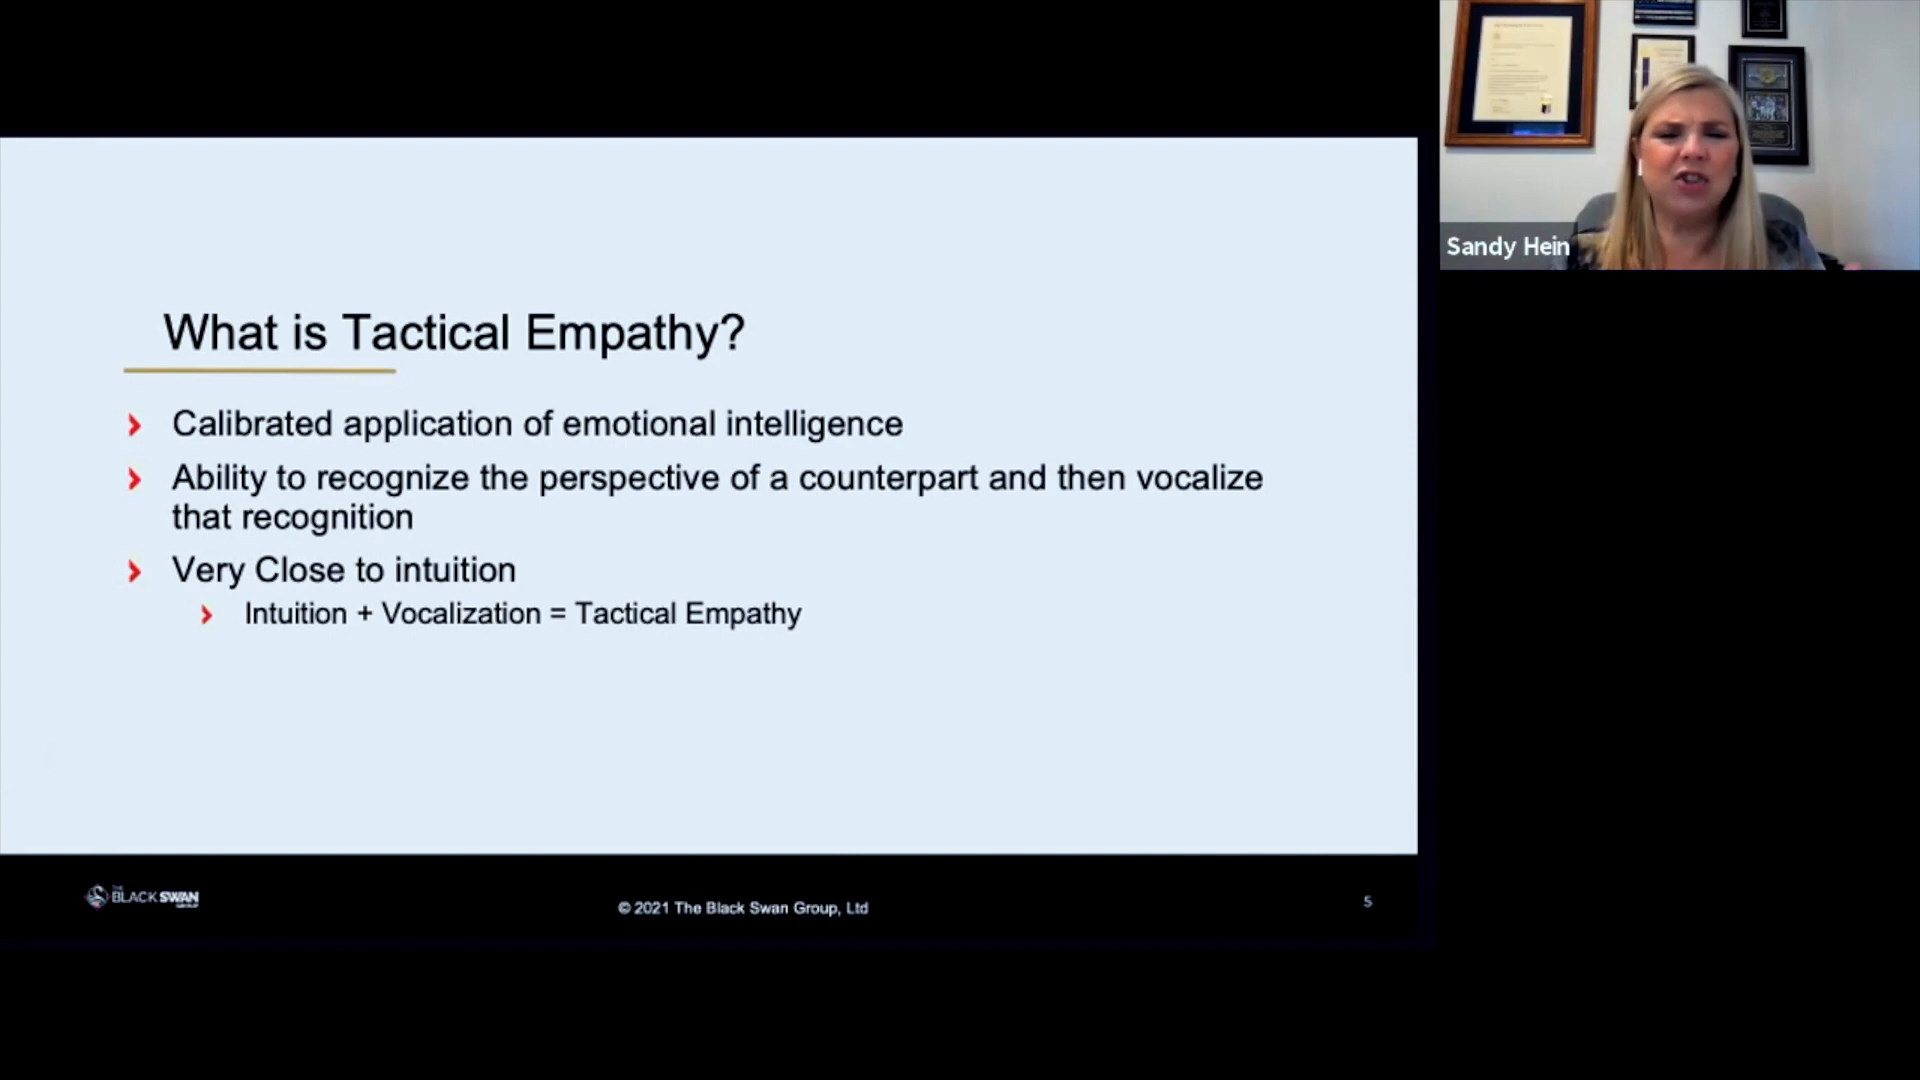 What is Tactical Empathy?
Calibrated application of emotional intelligence
Ability to recognize the perspective of a counterpart and then vocalize
that recognition
Very Close to intuition
Intuition + Vocalization = Tactical Empathy
THE
BLACK SWAN
GROUP
© 2021 The Black Swan Group, Ltd
5
Sandy Hein